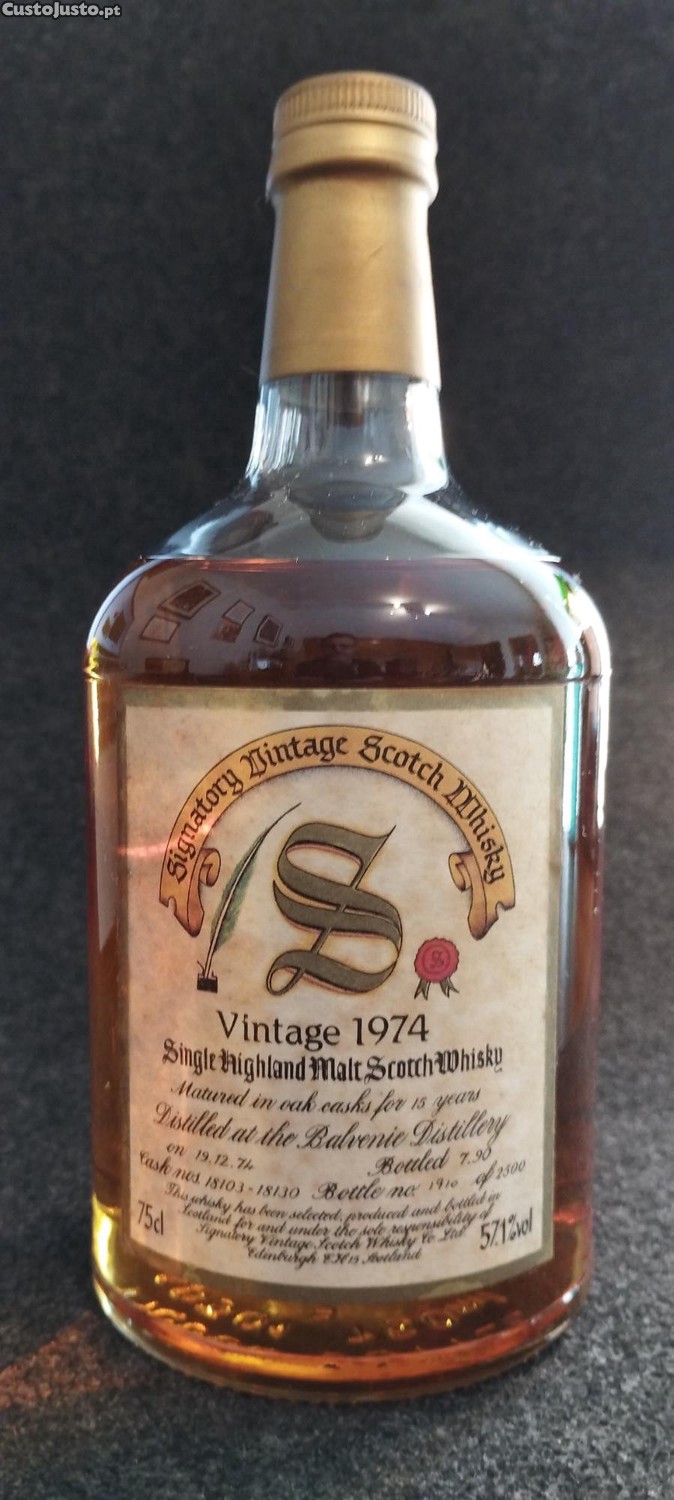 CustoJusto.pt
Signatory Vintage Scotch Whisky
S
S
Vintage 1974
Single Highland Malt Scotch Whisky
Matured in oak casks for 15 years
Distilled at the Balvenie Distillery
on 19.12.74 Bottled 7.90
Cask nos. 18103-18130 Bottle no. 1910 of 2500
This whisky has been selected, produced and bottled in
Scotland for and under the sole responsibility of
Signatory Vintage Scotch Whisky Co. Ltd.
Edinburgh EH15 Scotland
75cl
57.1%vol